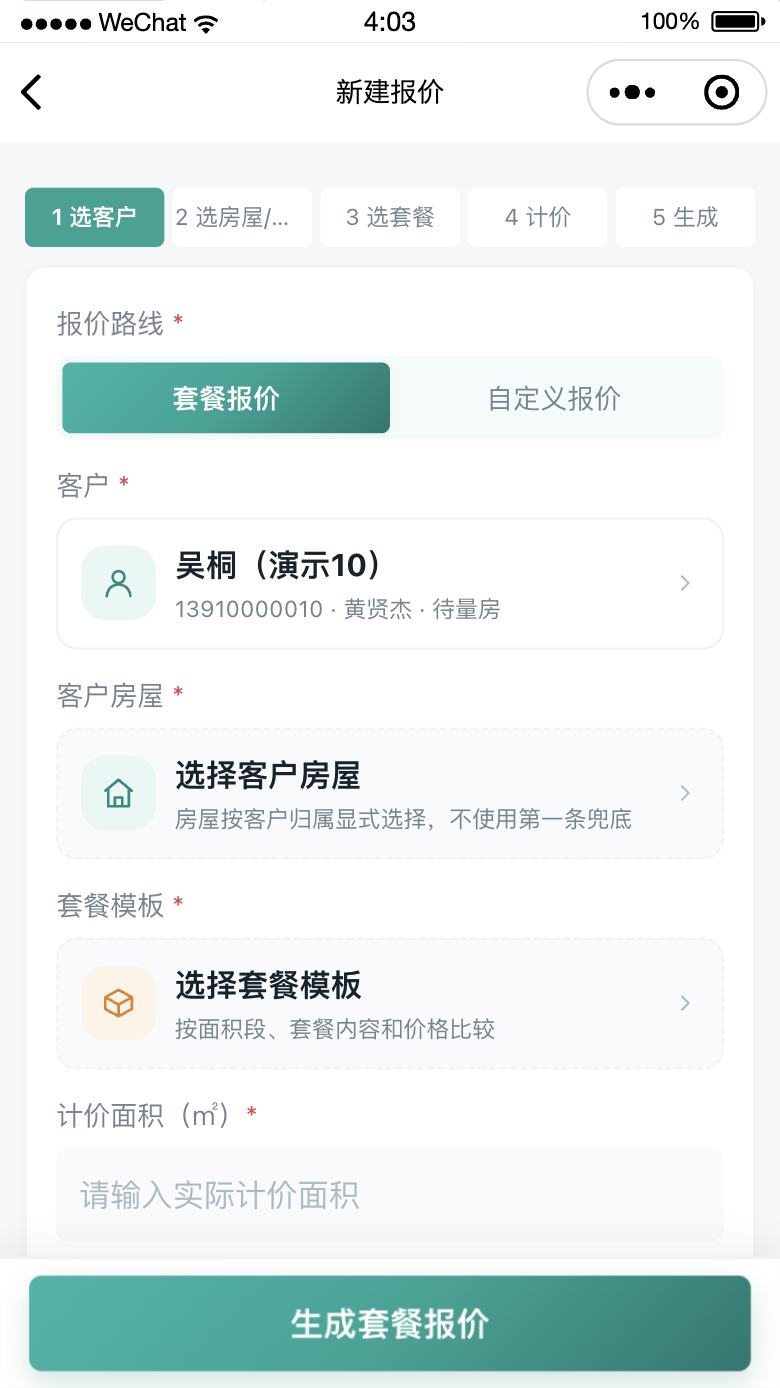 ●●●●● WeChat 4:03 100%
新建报价
1 选客户 2 选房屋/... 3 选套餐 4 计价 5 生成
报价路线 *
套餐报价 自定义报价
客户 *
吴桐（演示10）
13910000010 · 黄贤杰 · 待量房
客户房屋 *
选择客户房屋
房屋按客户归属显式选择，不使用第一条兜底
套餐模板 *
选择套餐模板
按面积段、套餐内容和价格比较
计价面积（㎡） *
请输入实际计价面积
生成套餐报价